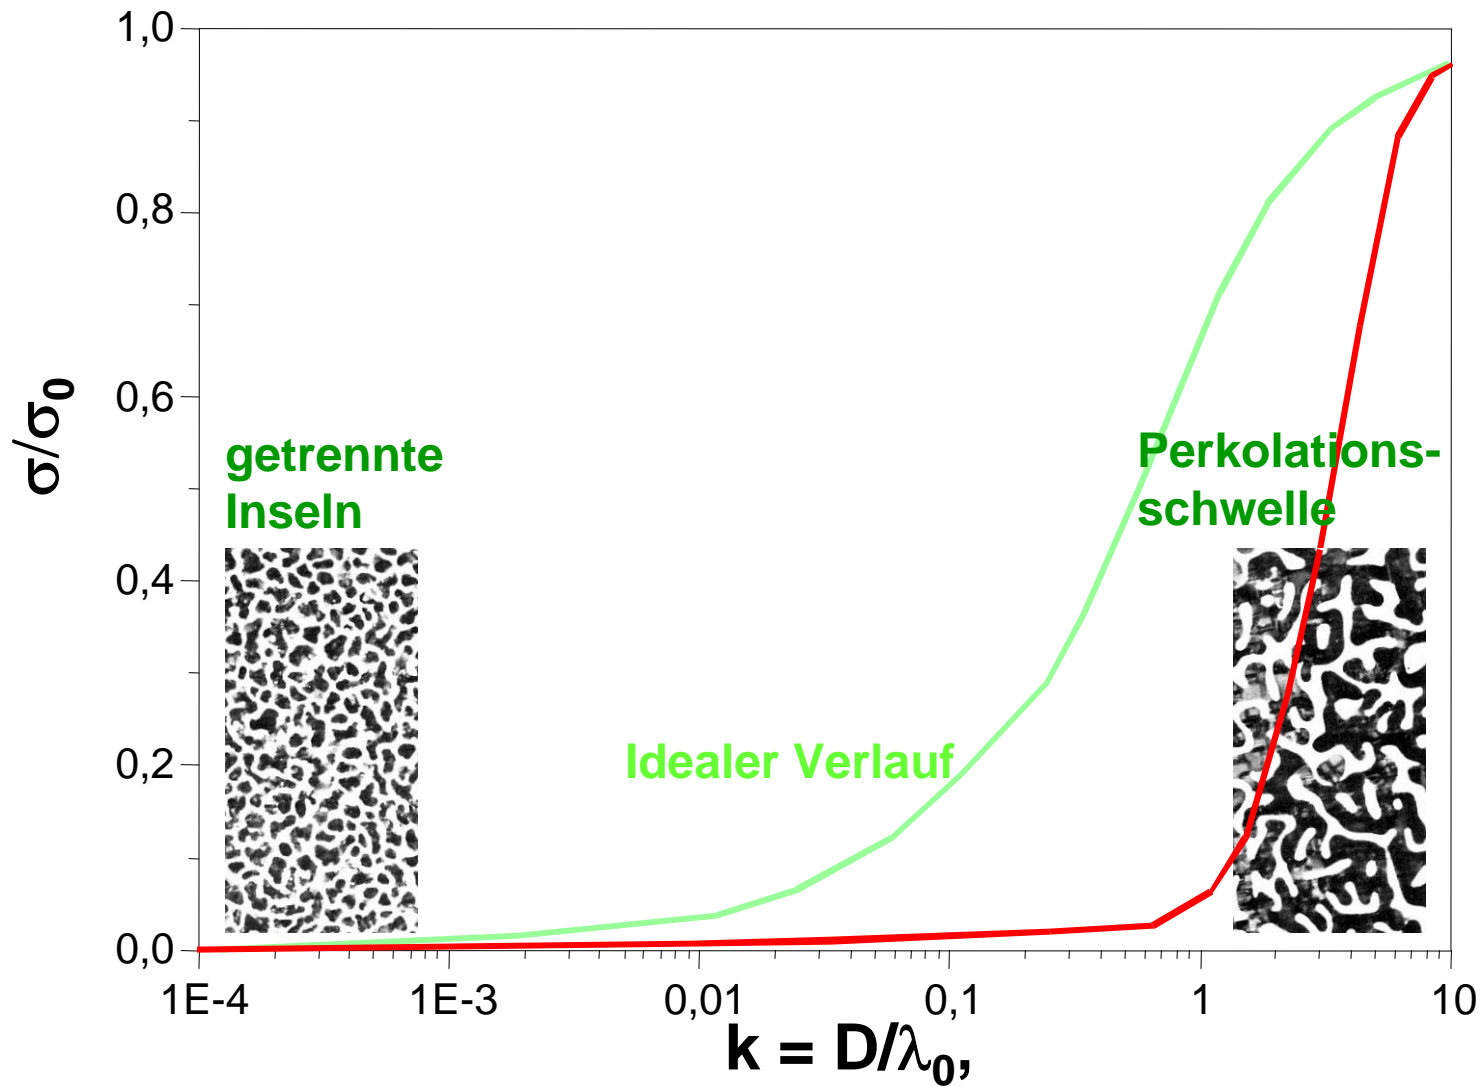 1,0
0,8
0,6
0,4
0,2
0,0
σ/σ₀
getrennte
Inseln
Perkolations-
schwelle
Idealer Verlauf
1E-4 1E-3 0,01 0,1 1 10
k = D/λ₀,